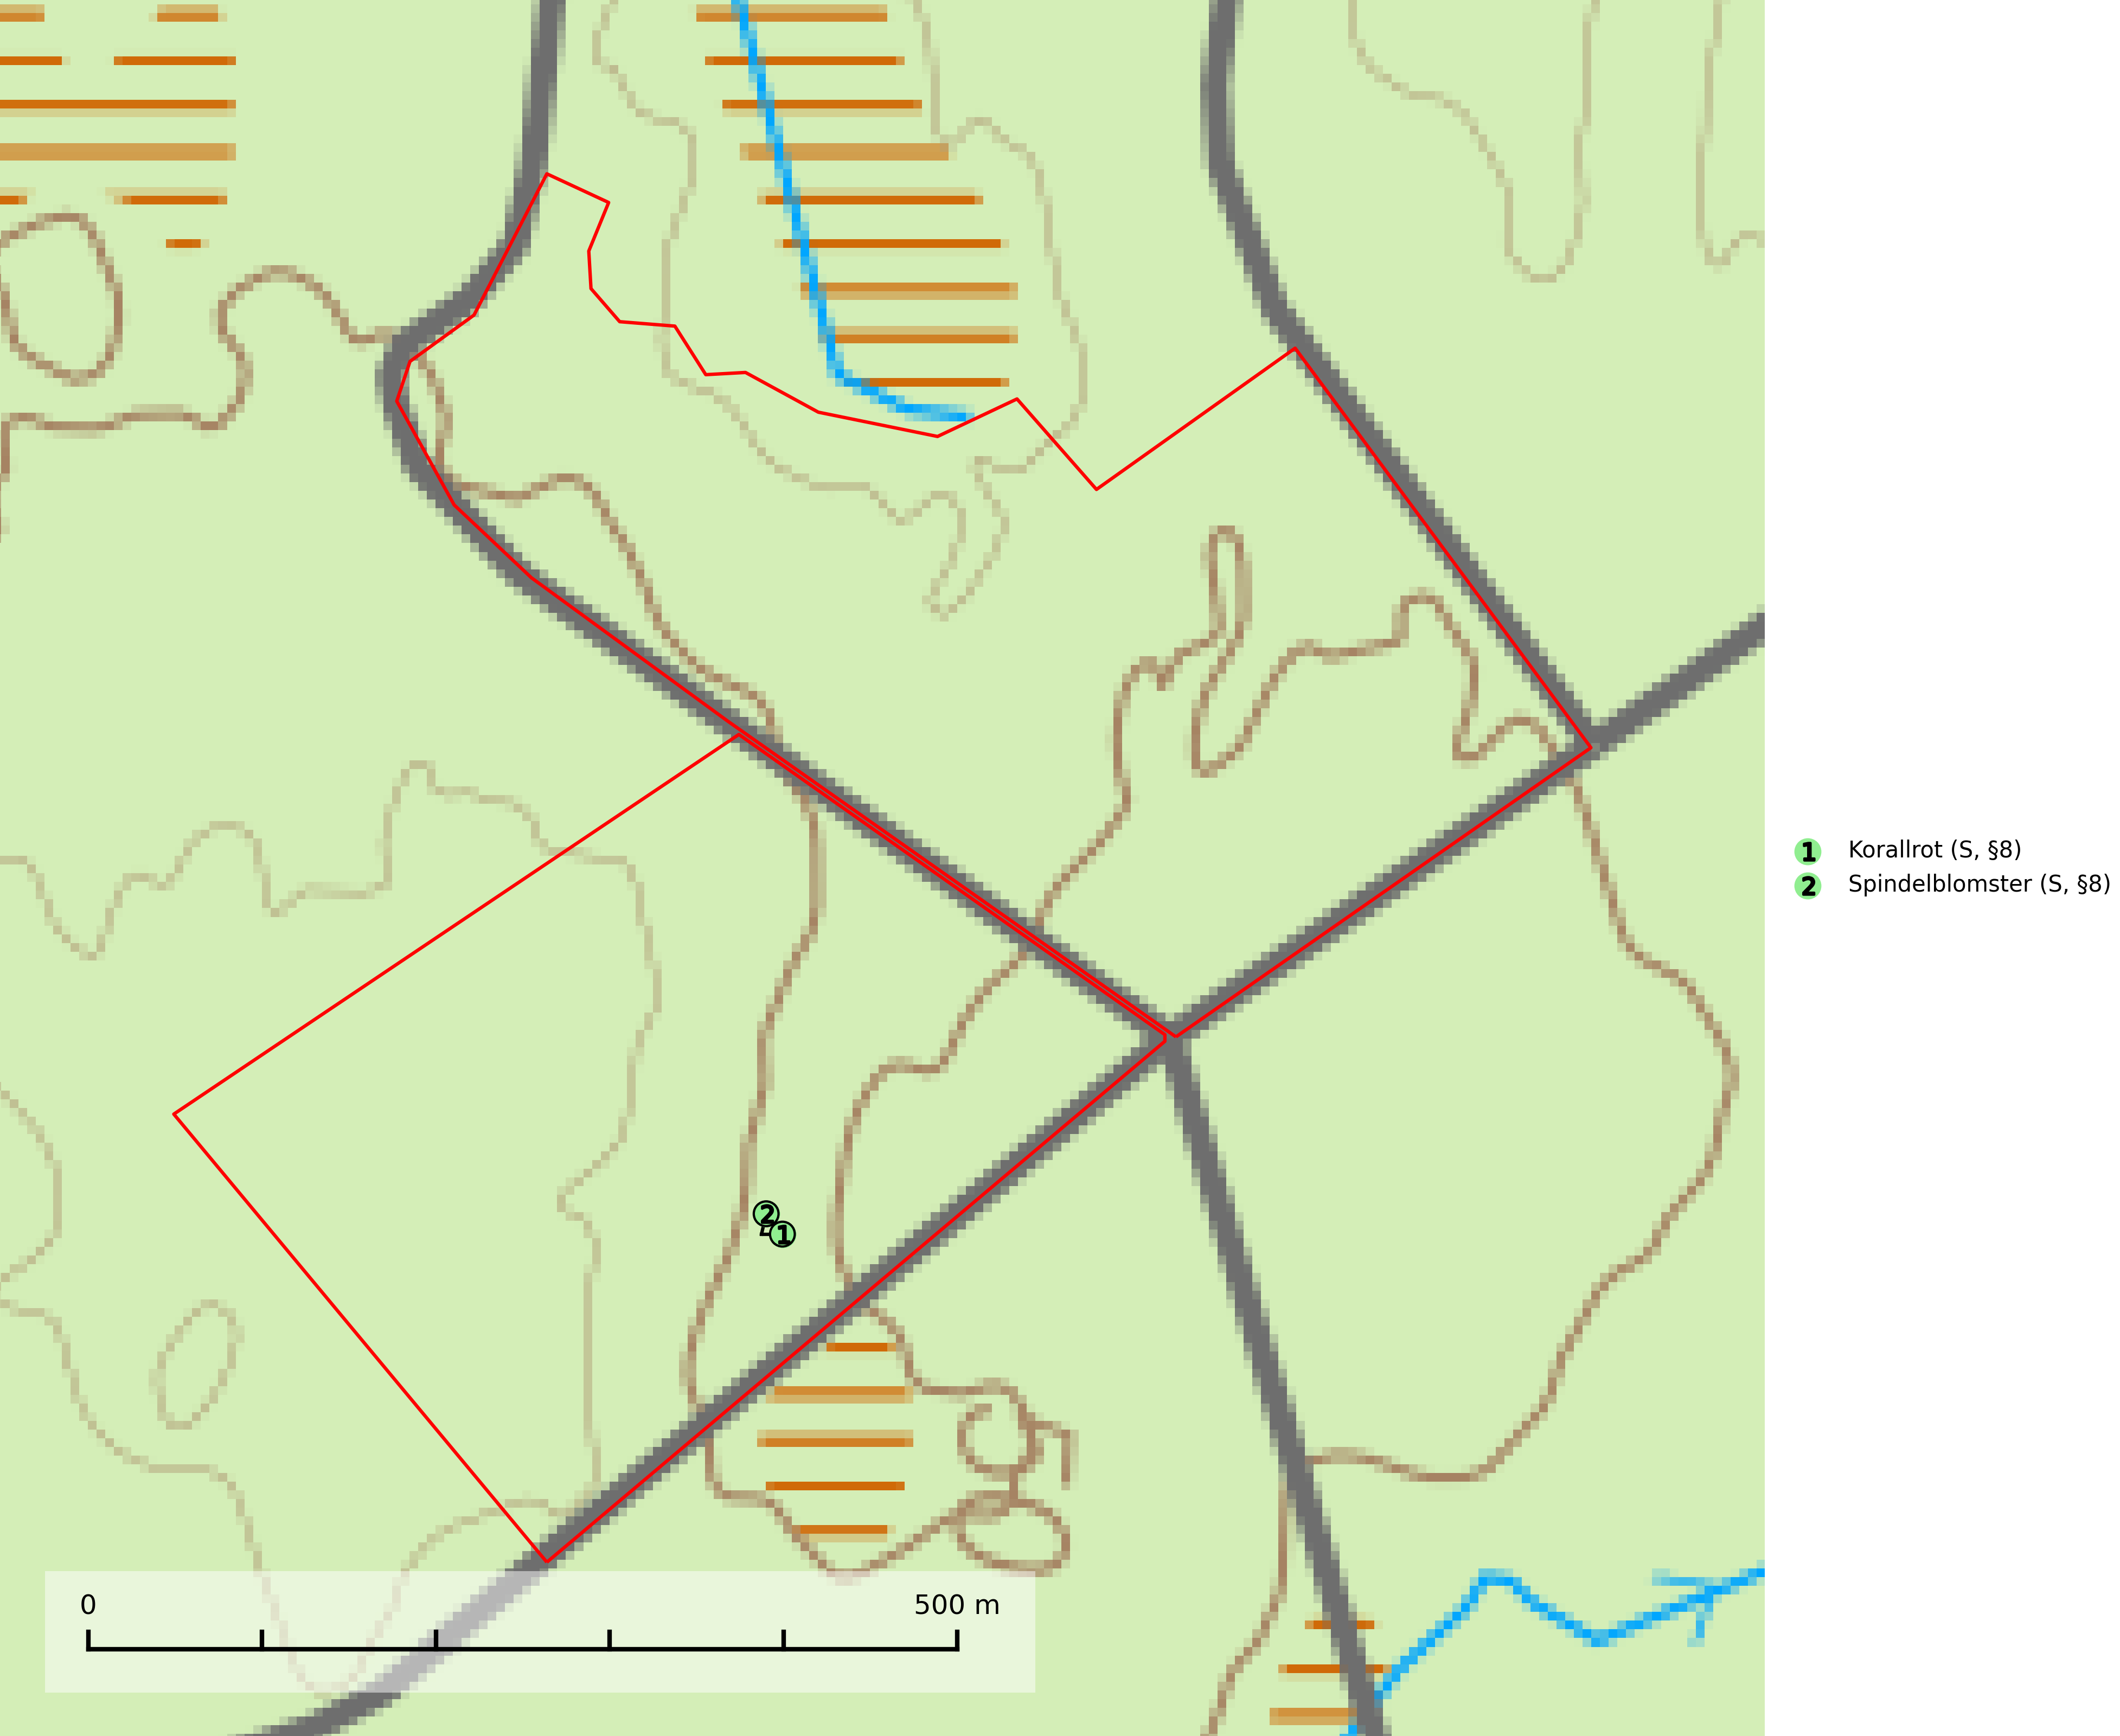 1 Korallrot (S, §8)
2 Spindelblomster (S, §8)
2
1
0 500 m